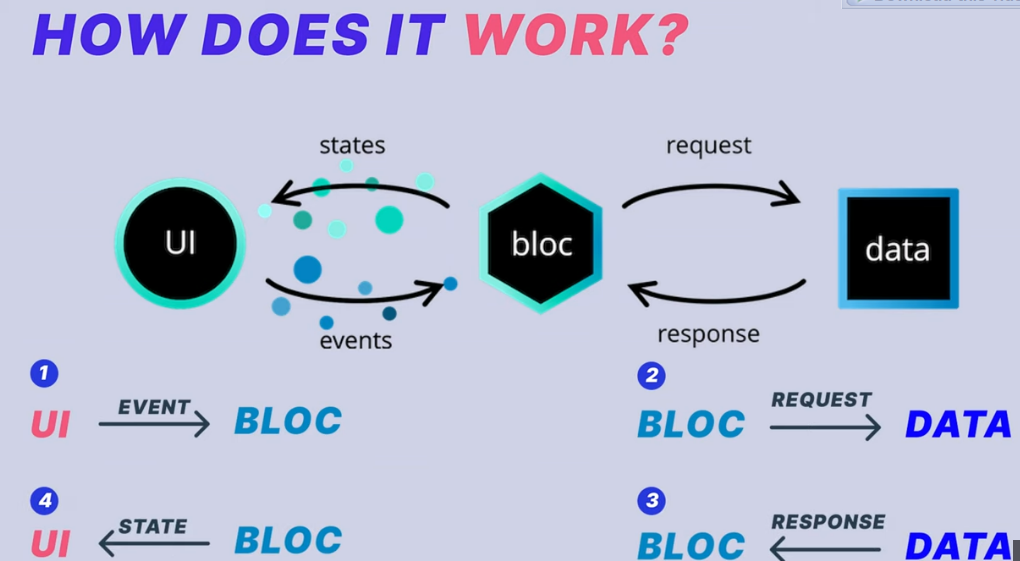 HOW DOES IT WORK?
states
request
UI
bloc
data
events
response
1
2
UI EVENT BLOC
BLOC REQUEST DATA
4
3
UI STATE BLOC
BLOC RESPONSE DATA